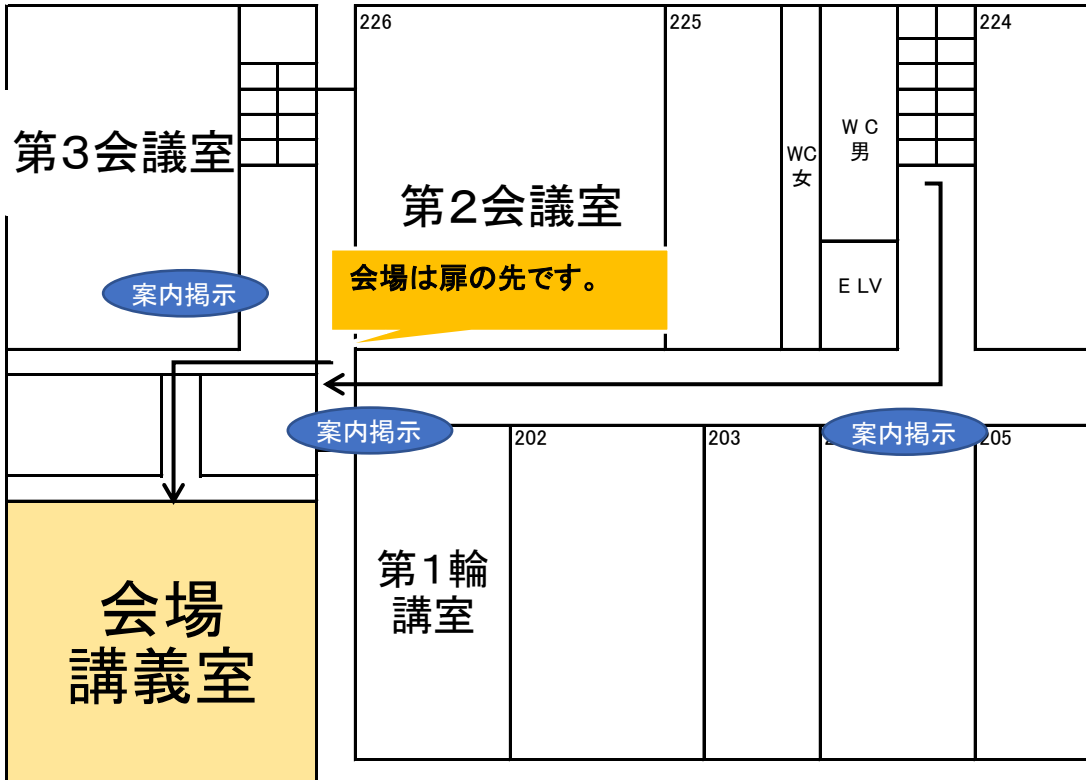 226
225
224
第3会議室
第2会議室
WC
女
W C
男
E LV
会場は扉の先です。
案内掲示
案内掲示
案内掲示
202
203
205
第1輪
講室
会場
講義室